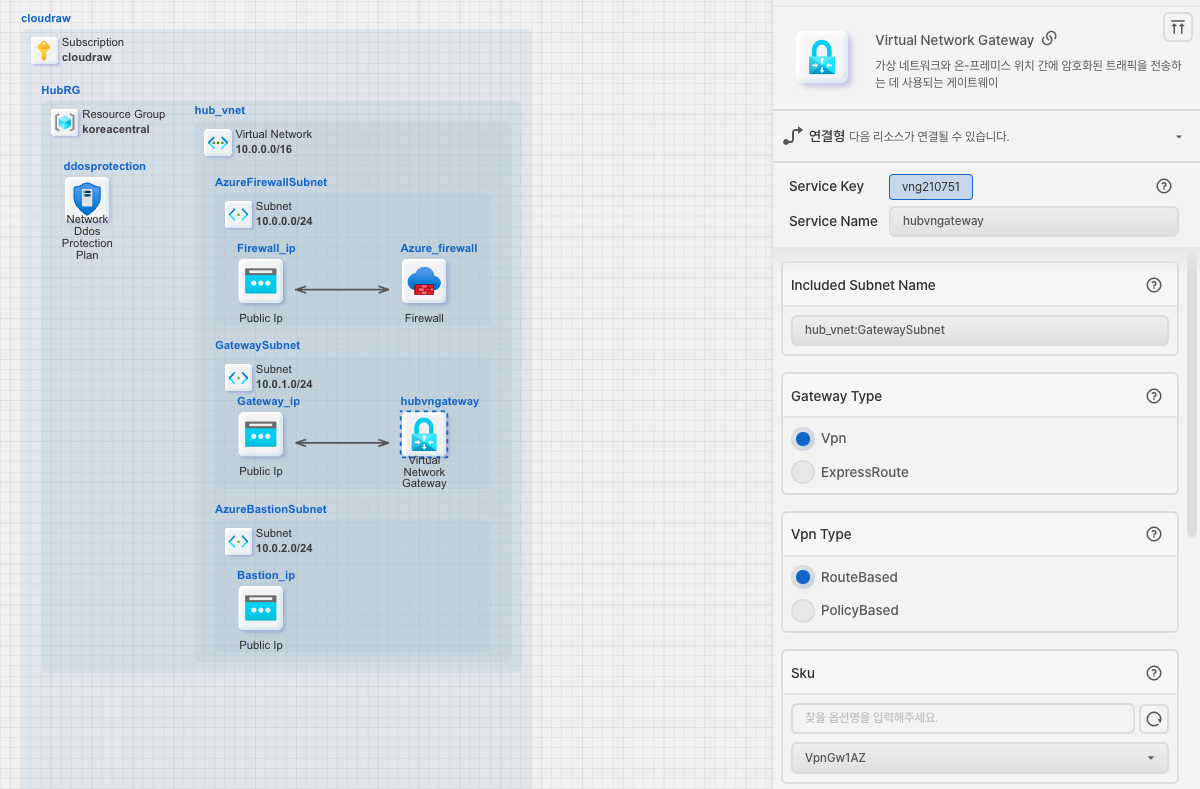 cloudraw
Subscription
cloudraw
HubRG
Resource Group
koreacentral
ddosprotection
Network
Ddos
Protection
Plan
hub_vnet
Virtual Network
10.0.0.0/16
AzureFirewallSubnet
Subnet
10.0.0.0/24
Firewall_ip
Public Ip
Azure_firewall
Firewall
GatewaySubnet
Subnet
10.0.1.0/24
Gateway_ip
Public Ip
hubvngateway
Virtual
Network
Gateway
AzureBastionSubnet
Subnet
10.0.2.0/24
Bastion_ip
Public Ip
Virtual Network Gateway
가상 네트워크와 온-프레미스 위치 간에 암호화된 트래픽을 전송하
는 데 사용되는 게이트웨이
연결형 다음 리소스가 연결될 수 있습니다.
Service Key vng210751
Service Name hubvngateway
Included Subnet Name
hub_vnet:GatewaySubnet
Gateway Type
Vpn
ExpressRoute
Vpn Type
RouteBased
PolicyBased
Sku
찾을 옵션명을 입력해주세요.
VpnGw1AZ